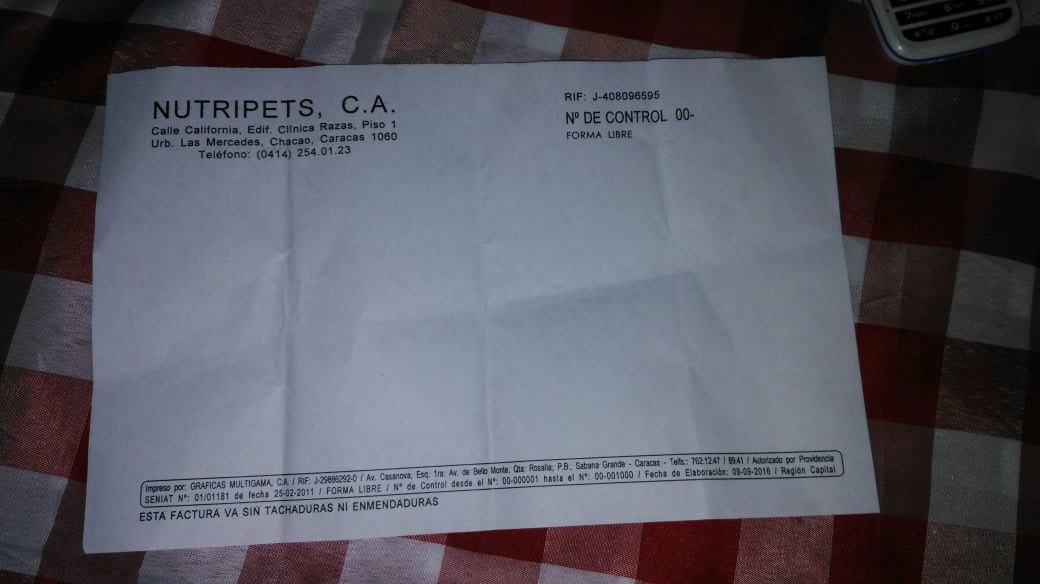 NUTRIPETS, C.A.
Calle California, Edif. Clínica Razas, Piso 1
Urb. Las Mercedes, Chacao, Caracas 1060
Teléfono: (0414) 254.01.23
RIF: J-408096595
Nº DE CONTROL 00-
FORMA LIBRE
Impreso por: GRAFICAS MULTIGAMA, C.A. / RIF: J-29886292-0 / Av. Casanova, Esq. 1ra. Av. de Bello Monte, Qta: Rosalia, P.B., Sabana Grande - Caracas - Telfs.: 762:12:47 / 89:41 / Autorizado por Providencia
SENIAT Nº: 01/01181 de fecha 25-02-2011 / FORMA LIBRE / Nº de Control desde el Nº: 00-000001 hasta el Nº: 00-001000 / Fecha de Elaboración: 09-09-2016 / Ragión Capital
ESTA FACTURA VA SIN TACHADURAS NI ENMENDADURAS